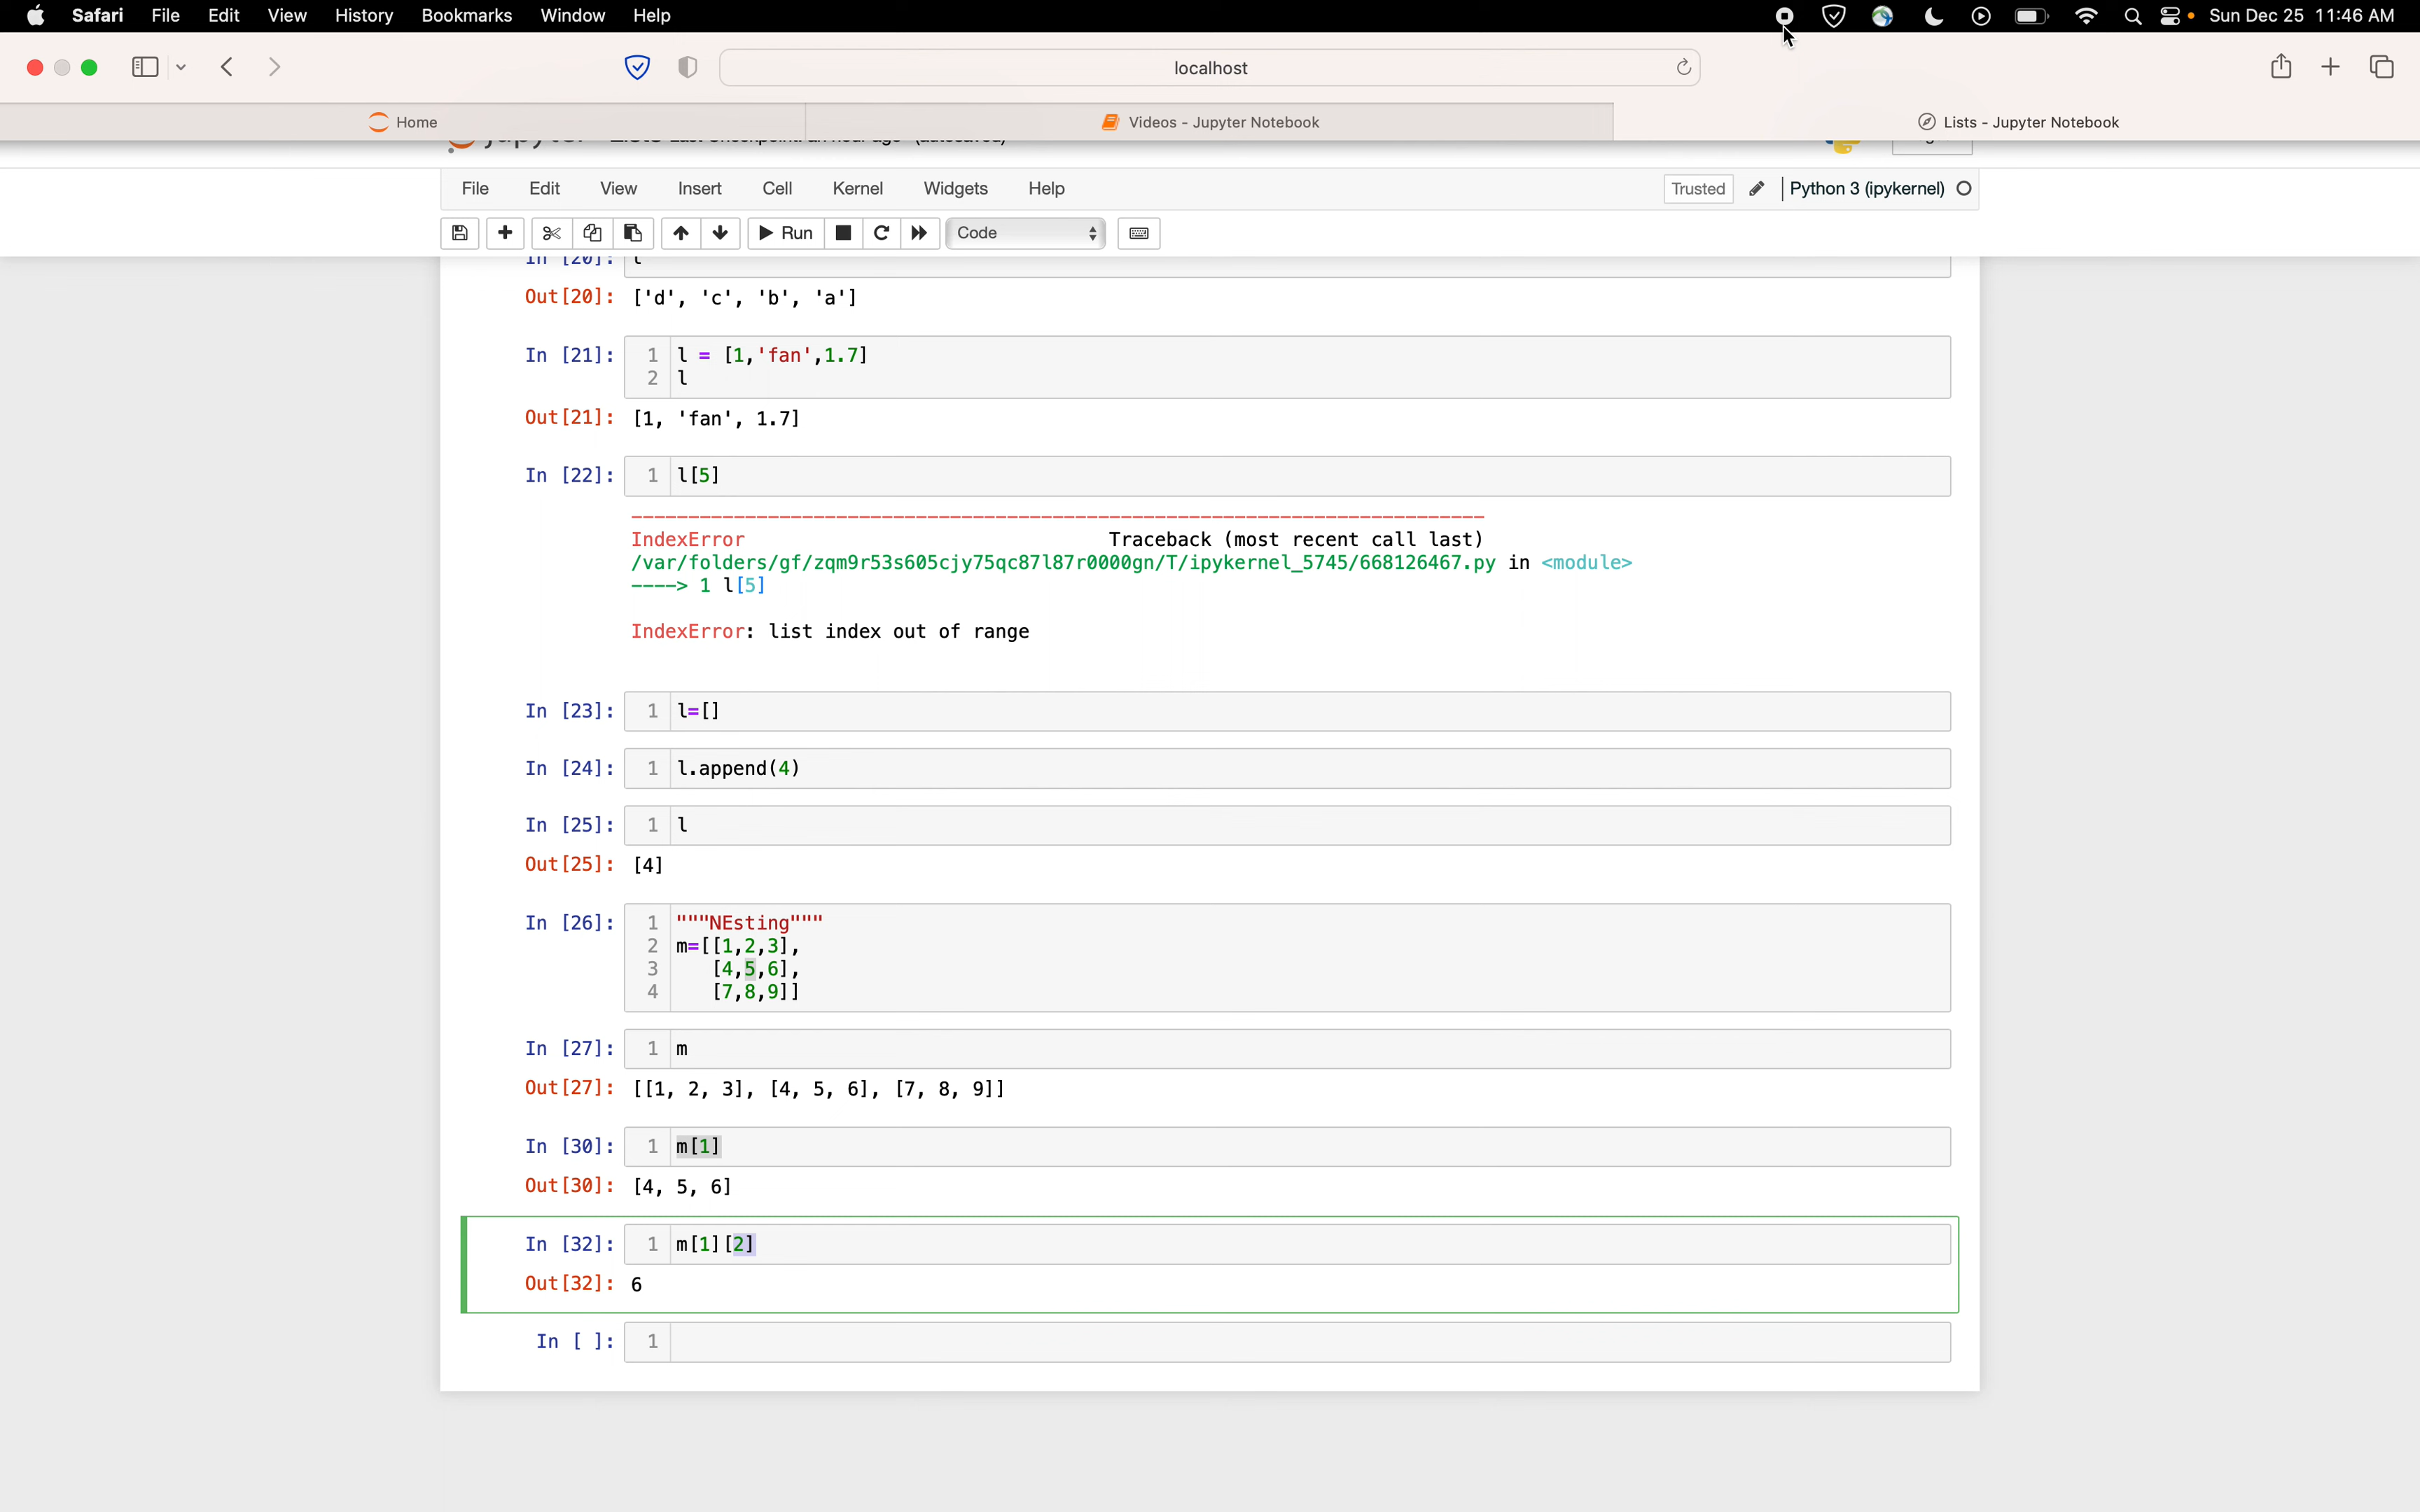 Safari File Edit View History Bookmarks Window Help Sun Dec 25 11:46 AM
localhost
Home Videos - Jupyter Notebook Lists - Jupyter Notebook
File Edit View Insert Cell Kernel Widgets Help Trusted Python 3 (ipykernel)
Run Code
In [20]: l
Out[20]: ['d', 'c', 'b', 'a']
In [21]: 1 l = [1,'fan',1.7]
2 l
Out[21]: [1, 'fan', 1.7]
In [22]: 1 l[5]
---------------------------------------------------------------------------
IndexError Traceback (most recent call last)
/var/folders/gf/zqm9r53s605cjy75qc87l87r0000gn/T/ipykernel_5745/668126467.py in <module>
----> 1 l[5]
IndexError: list index out of range
In [23]: 1 l=[]
In [24]: 1 l.append(4)
In [25]: 1 l
Out[25]: [4]
In [26]: 1 """NEsting"""
2 m=[[1,2,3],
3 [4,5,6],
4 [7,8,9]]
In [27]: 1 m
Out[27]: [[1, 2, 3], [4, 5, 6], [7, 8, 9]]
In [30]: 1 m[1]
Out[30]: [4, 5, 6]
In [32]: 1 m[1][2]
Out[32]: 6
In [ ]: 1